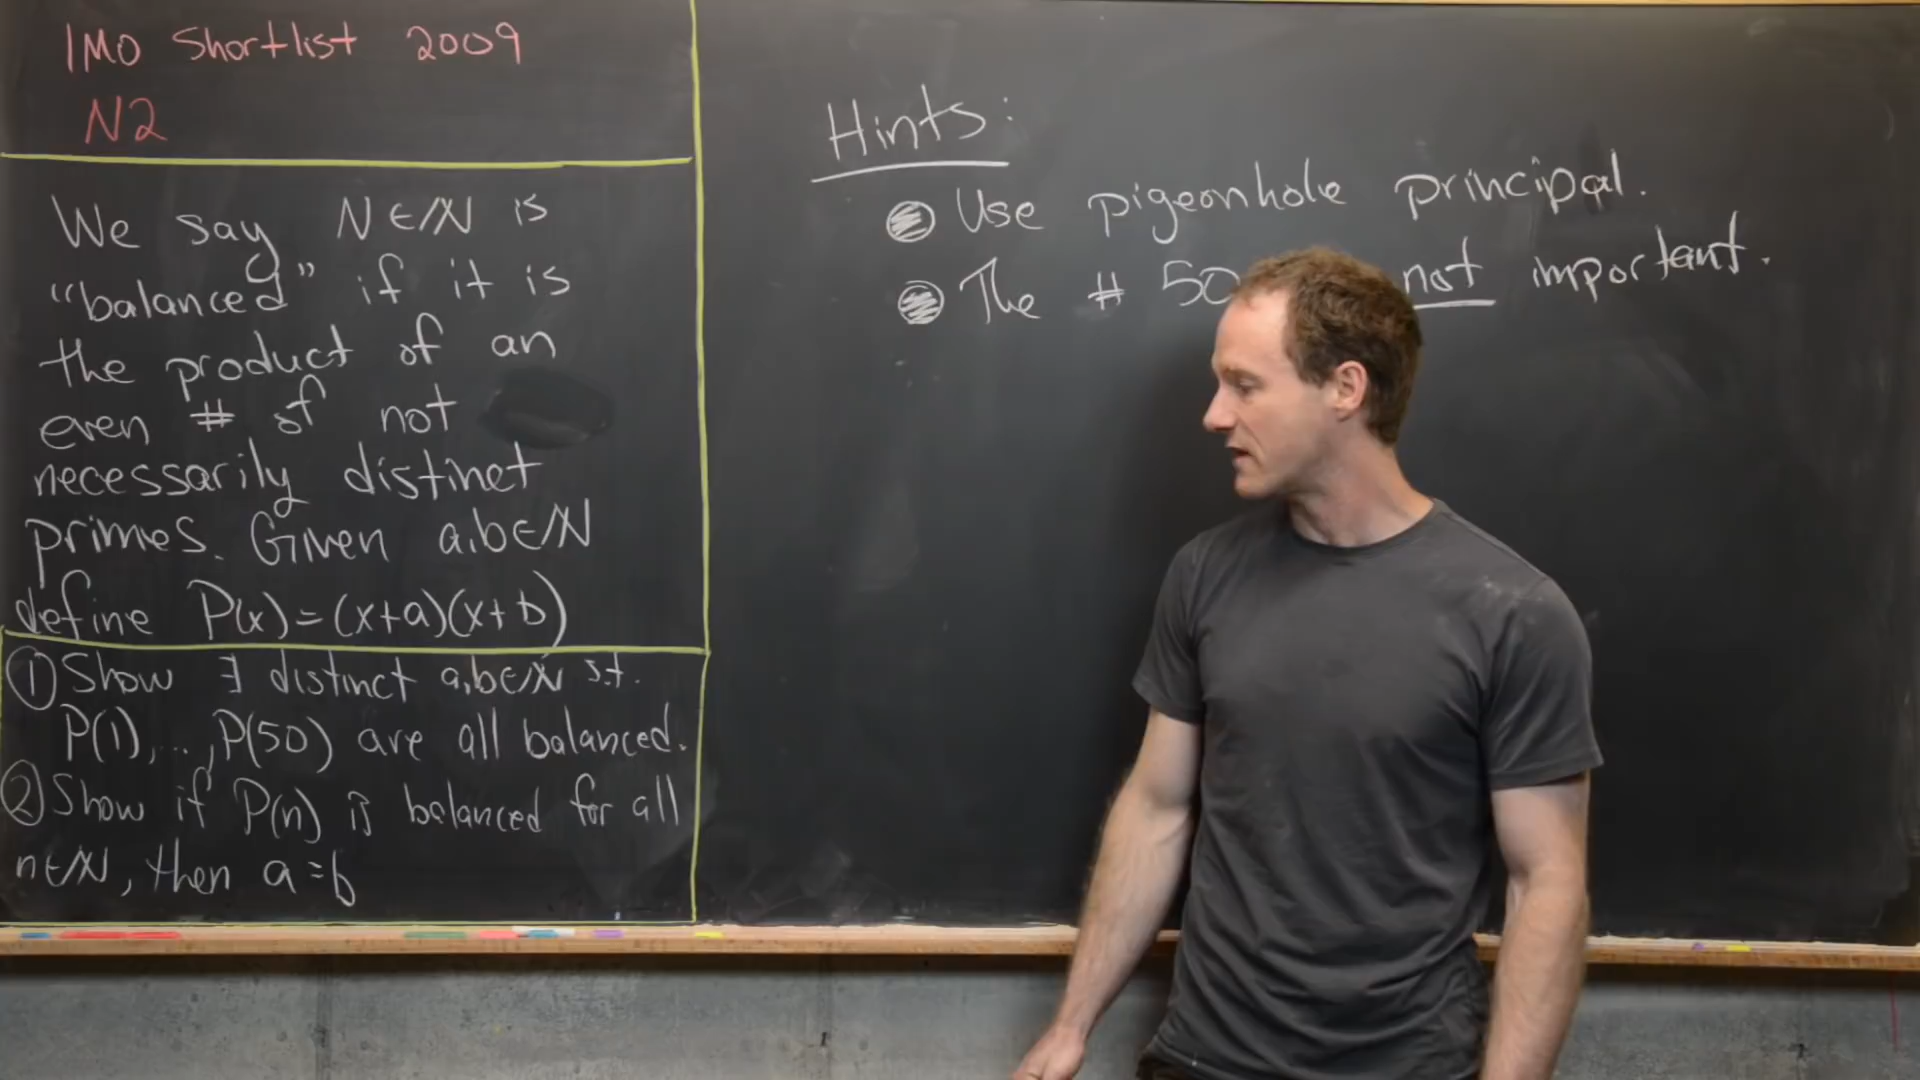 IMO Shortlist 2009
N2
We say N∈ℕ is
"balanced" if it is
the product of an
even # of not
necessarily distinct
primes. Given a,b∈ℕ
define P(x)=(x+a)(x+b)
① Show ∃ distinct a,b∈ℕ s.t.
P(1),...,P(50) are all balanced.
② Show if P(n) is balanced for all
n∈ℕ, then a=b
Hints:
● Use pigeonhole principal.
● The # 50 not important.